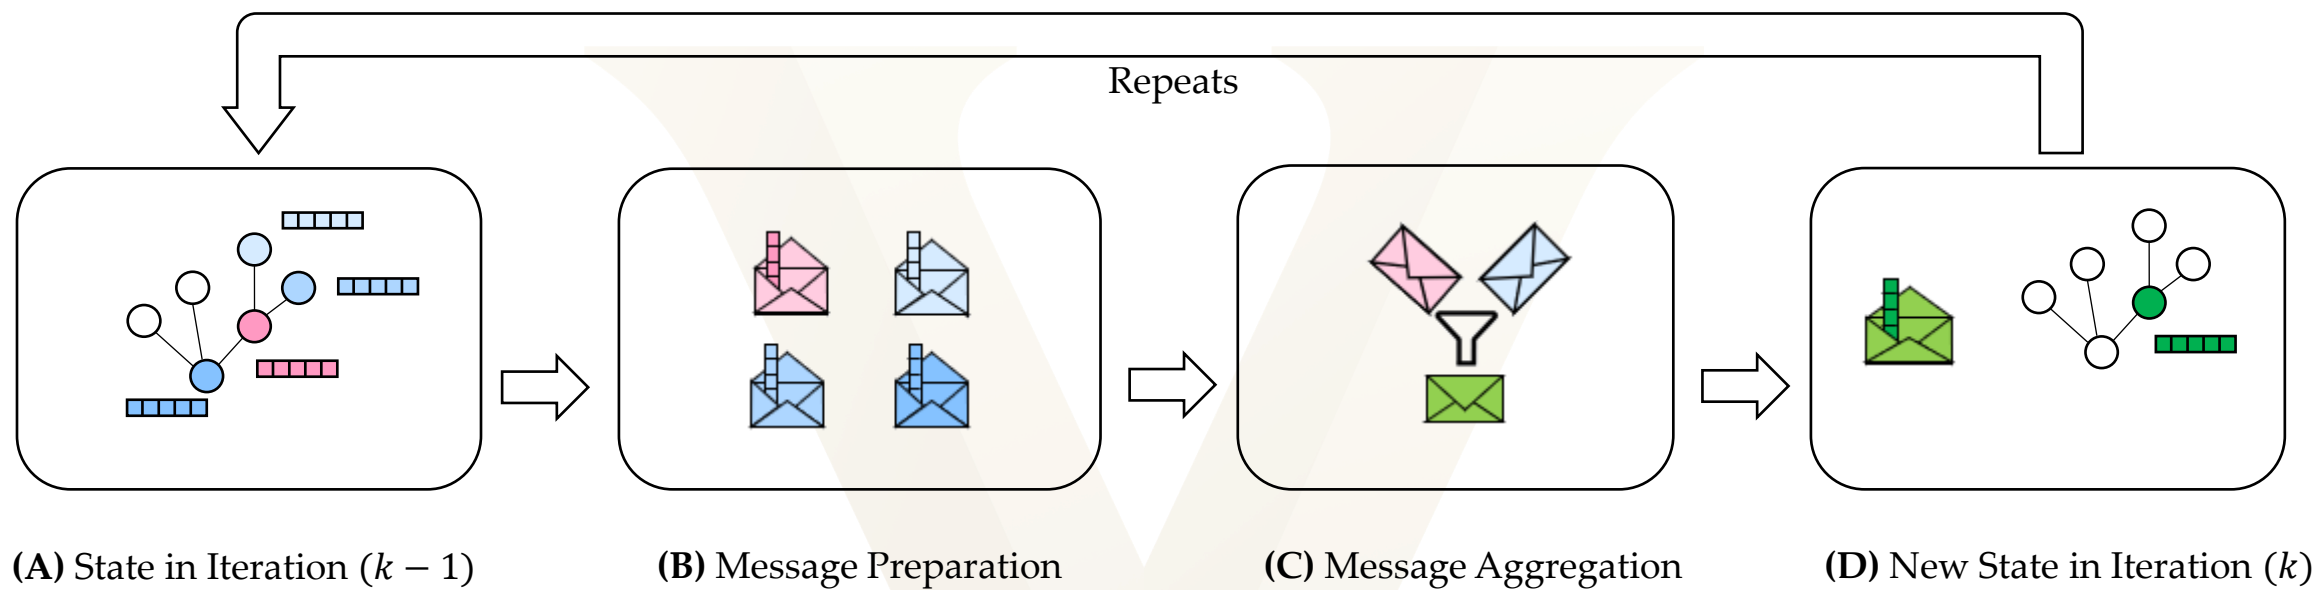 Repeats
(A) State in Iteration (k − 1)
(B) Message Preparation
(C) Message Aggregation
(D) New State in Iteration (k)